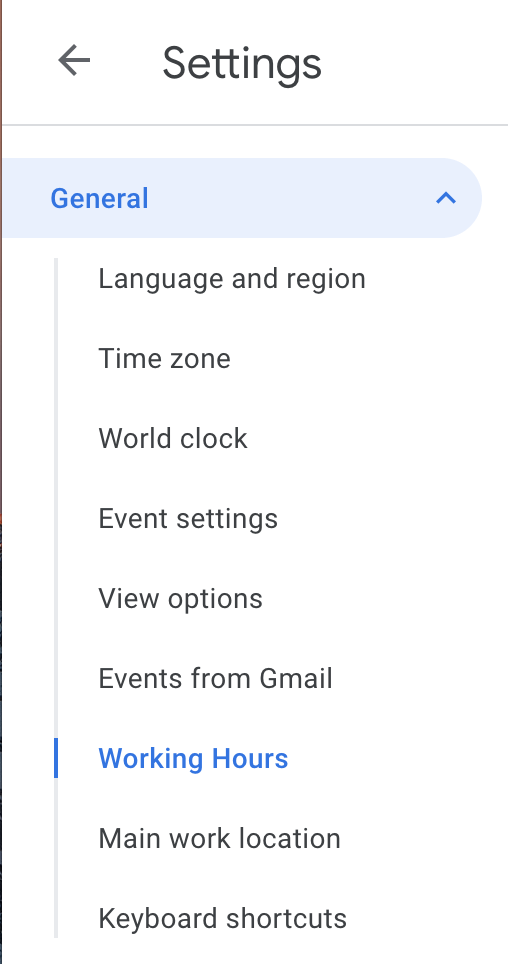 Settings
General
Language and region
Time zone
World clock
Event settings
View options
Events from Gmail
Working Hours
Main work location
Keyboard shortcuts